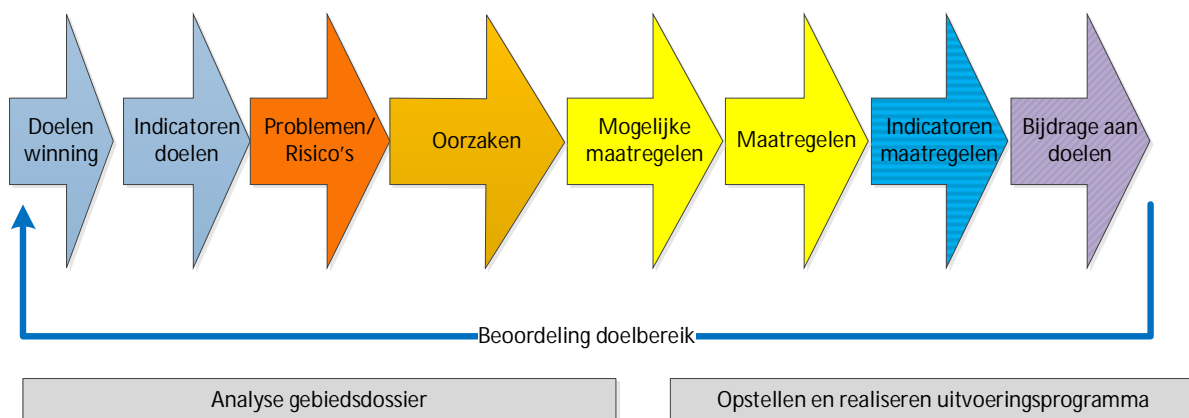 Doelen
winning
Indicatoren
doelen
Problemen/
Risico's
Oorzaken
Mogelijke
maatregelen
Maatregelen
Indicatoren
maatregelen
Bijdrage aan
doelen
Beoordeling doelbereik
Analyse gebiedsdossier
Opstellen en realiseren uitvoeringsprogramma